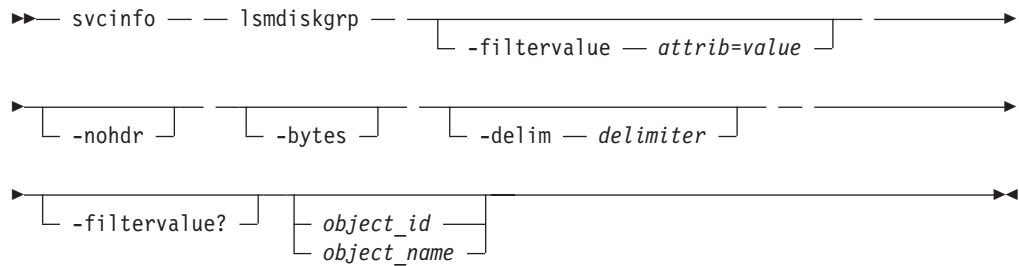 svcinfo lsmdiskgrp
-filtervalue attrib=value
-nohdr -bytes -delim delimiter
-filtervalue? object_id
object_name